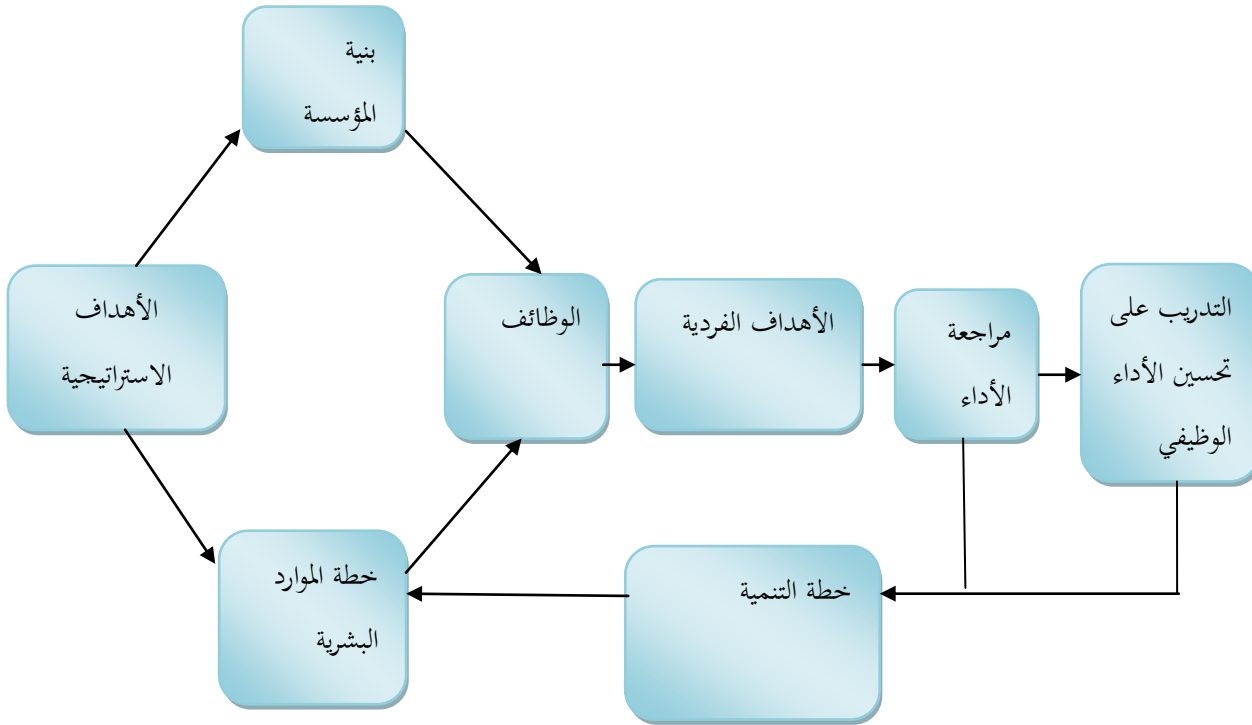 بنية
المؤسسة
الأهداف
الاستراتيجية
الوظائف
الأهداف الفردية
مراجعة
الأداء
التدريب على
تحسين الأداء
الوظيفي
خطة الموارد
البشرية
خطة التنمية